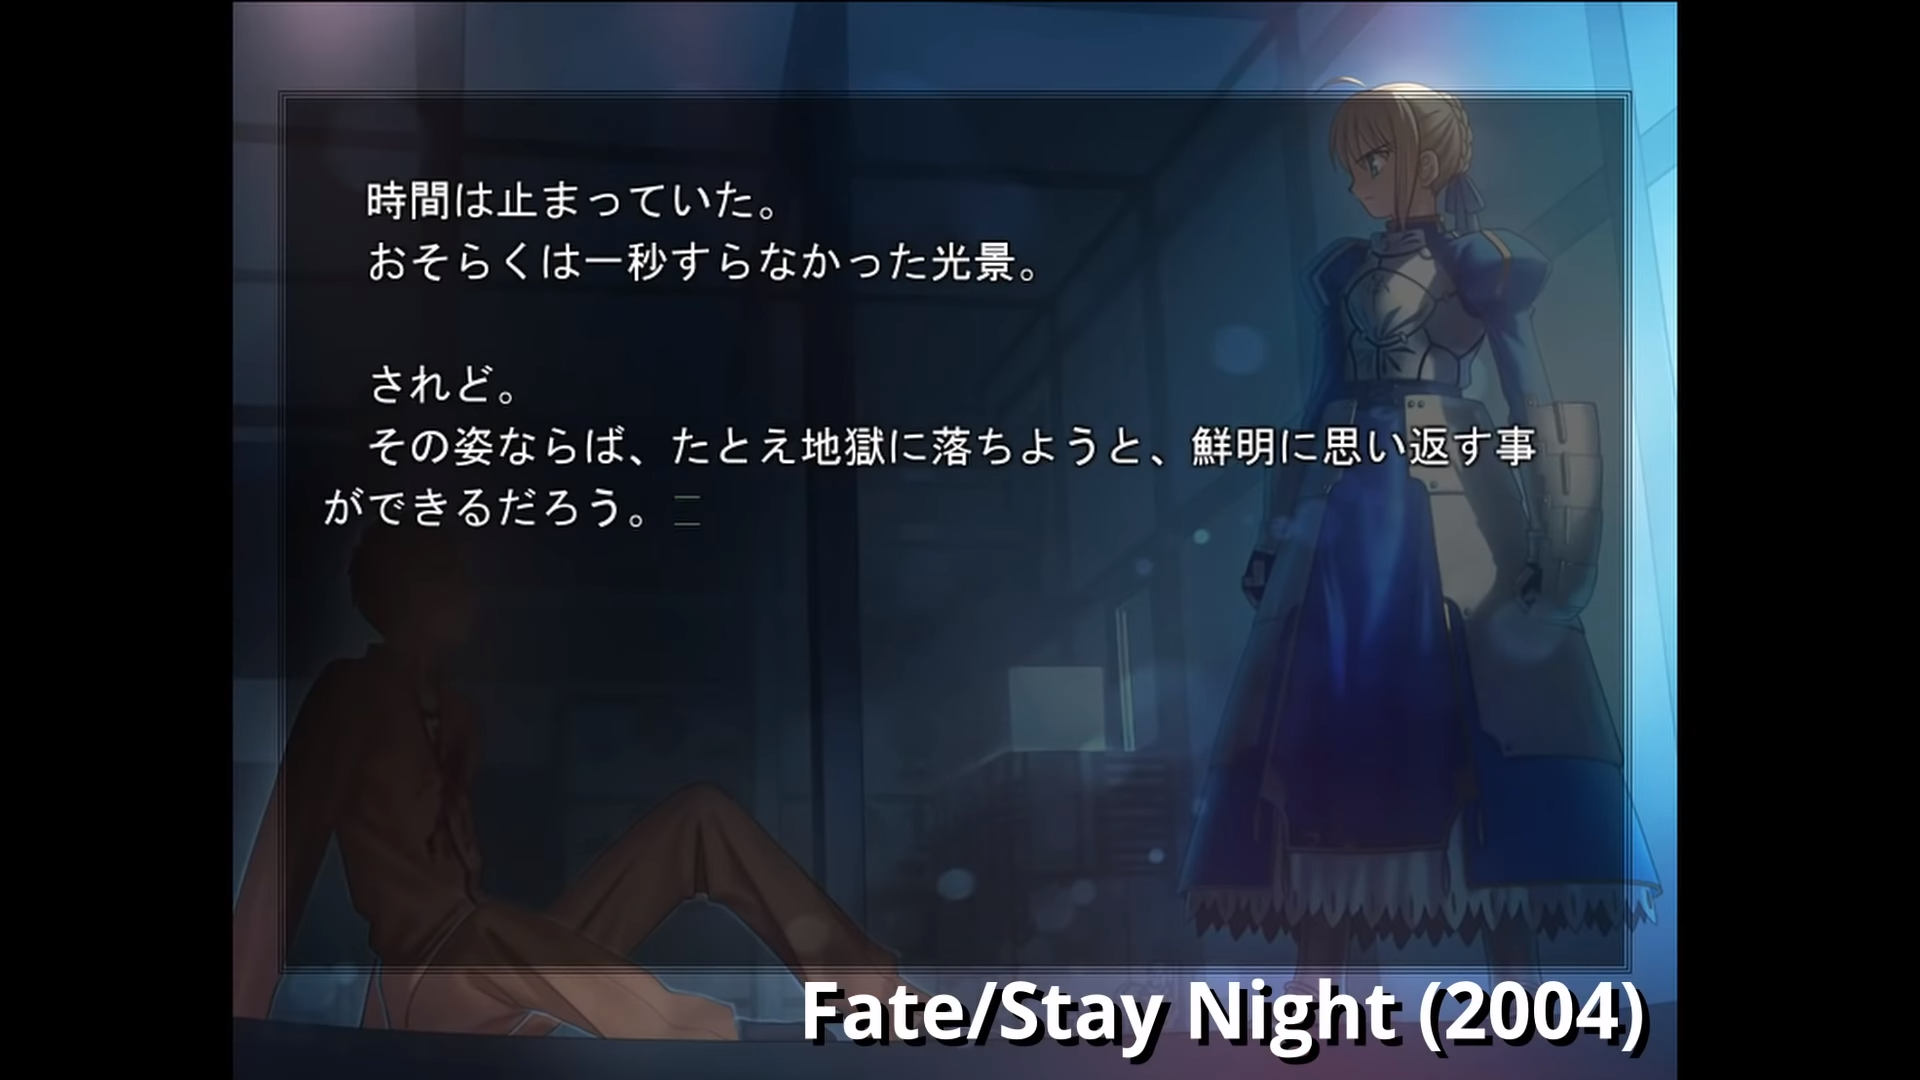 時間は止まっていた。
おそらくは一秒すらなかった光景。
されど。
その姿ならば、たとえ地獄に落ちようと、鮮明に思い返す事
ができるだろう。
Fate/Stay Night (2004)